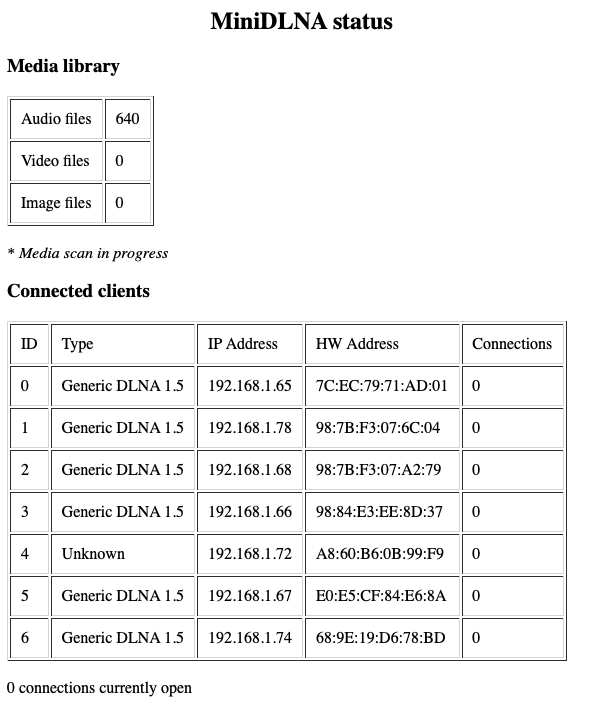 MiniDLNA status
Media library
Audio files 640
Video files 0
Image files 0
* Media scan in progress
Connected clients
ID Type IP Address HW Address Connections
0 Generic DLNA 1.5 192.168.1.65 7C:EC:79:71:AD:01 0
1 Generic DLNA 1.5 192.168.1.78 98:7B:F3:07:6C:04 0
2 Generic DLNA 1.5 192.168.1.68 98:7B:F3:07:A2:79 0
3 Generic DLNA 1.5 192.168.1.66 98:84:E3:EE:8D:37 0
4 Unknown 192.168.1.72 A8:60:B6:0B:99:F9 0
5 Generic DLNA 1.5 192.168.1.67 E0:E5:CF:84:E6:8A 0
6 Generic DLNA 1.5 192.168.1.74 68:9E:19:D6:78:BD 0
0 connections currently open